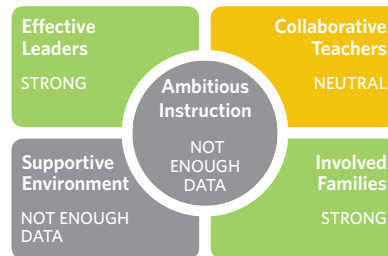 Effective
Leaders
STRONG
Collaborative
Teachers
NEUTRAL
Ambitious
Instruction
NOT
ENOUGH
DATA
Supportive
Environment
NOT ENOUGH
DATA
Involved
Families
STRONG